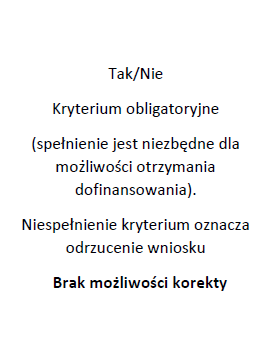 Tak/Nie
Kryterium obligatoryjne
(spełnienie jest niezbędne dla
możliwości otrzymania
dofinansowania).
Niespełnienie kryterium oznacza
odrzucenie wniosku
Brak możliwości korekty